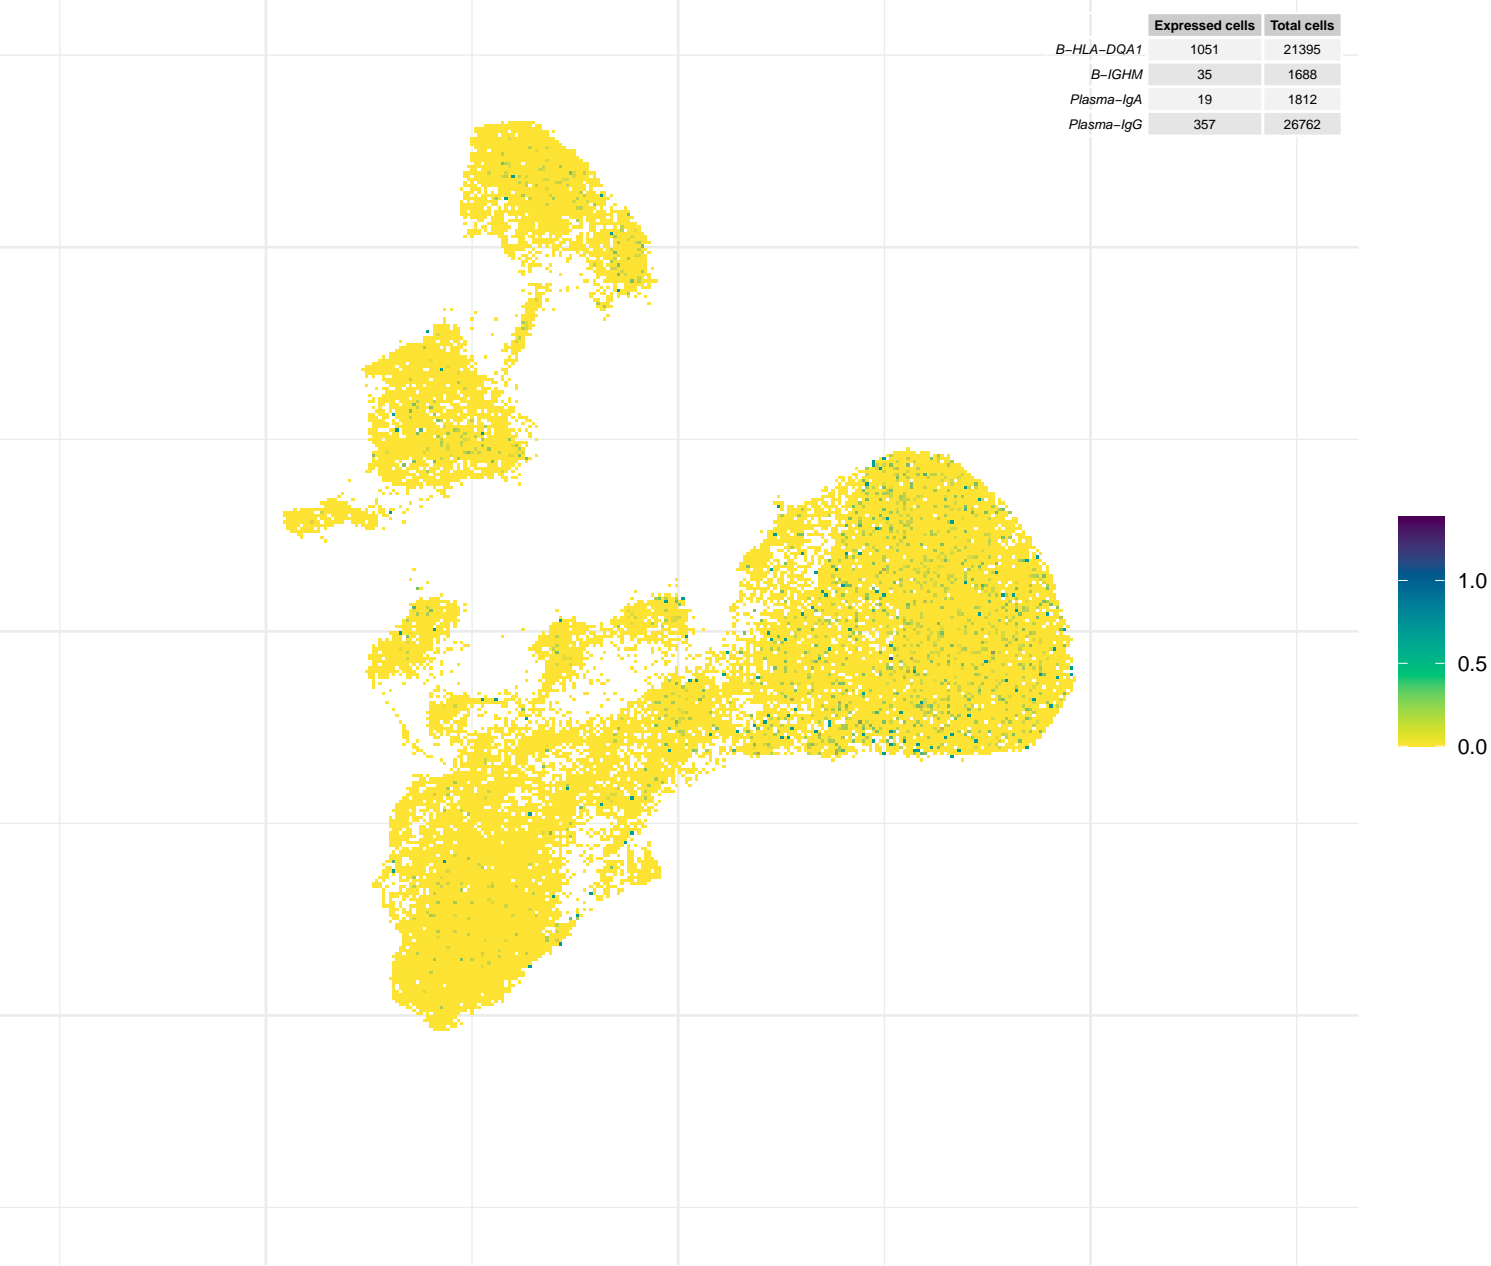 Expressed cells Total cells
B−HLA−DQA1 1051 21395
B−IGHM 35 1688
Plasma−IgA 19 1812
Plasma−IgG 357 26762
1.0
0.5
0.0